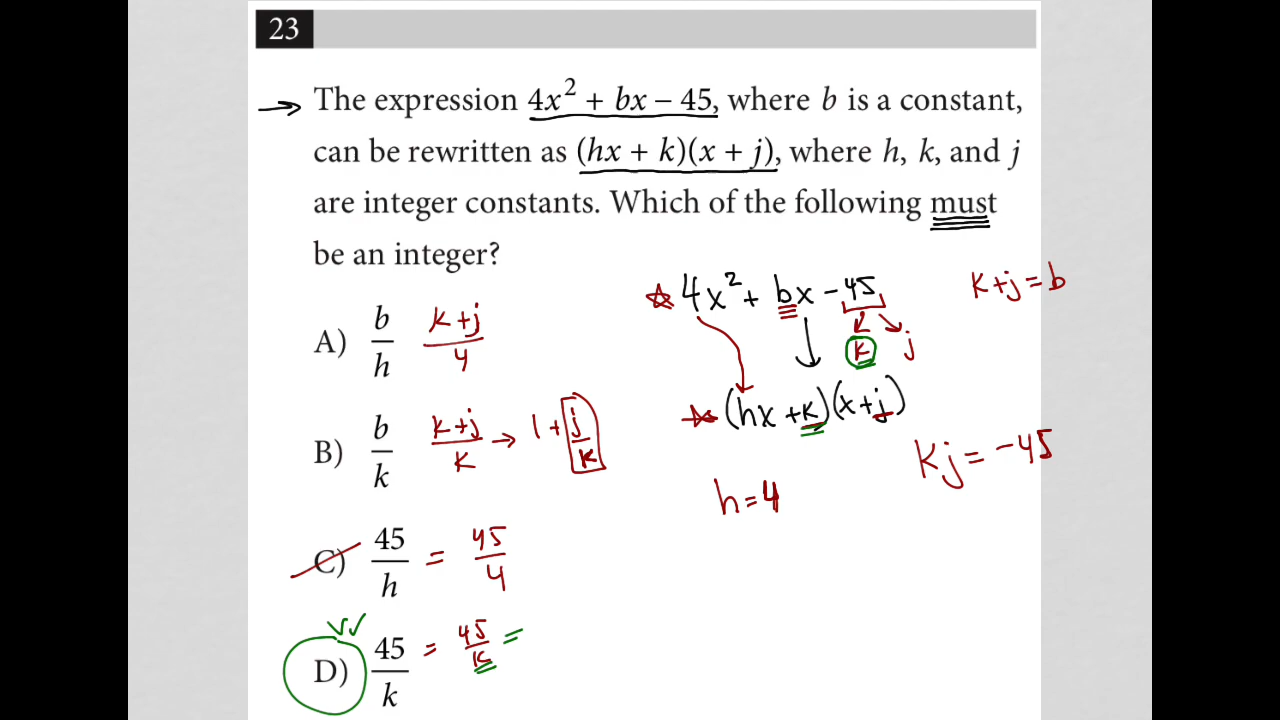 23
The expression 4x² + bx − 45, where b is a constant,
can be rewritten as (hx + k)(x + j), where h, k, and j
are integer constants. Which of the following must
be an integer?
4x² + bx − 45
k j
k+j = b
A) b/h k+j/4
(hx + k)(x + j)
B) b/k k+j/k → 1 + j/k
kj = −45
h = 4
C) 45/h = 45/4
D) 45/k = 45/k =